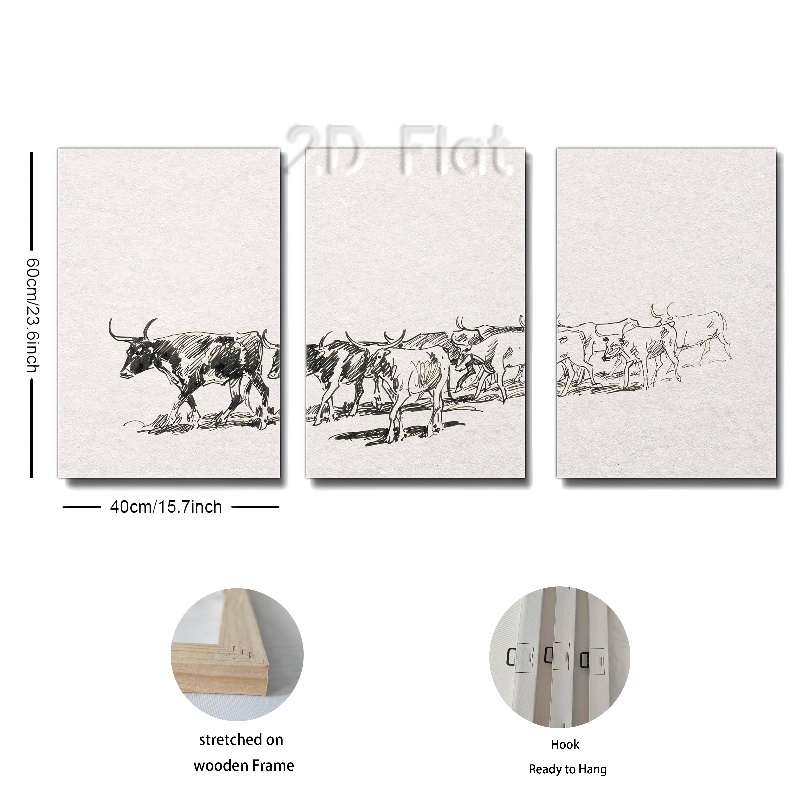 2D Flat
60cm/23.6inch
40cm/15.7inch
stretched on
wooden Frame
Hook
Ready to Hang